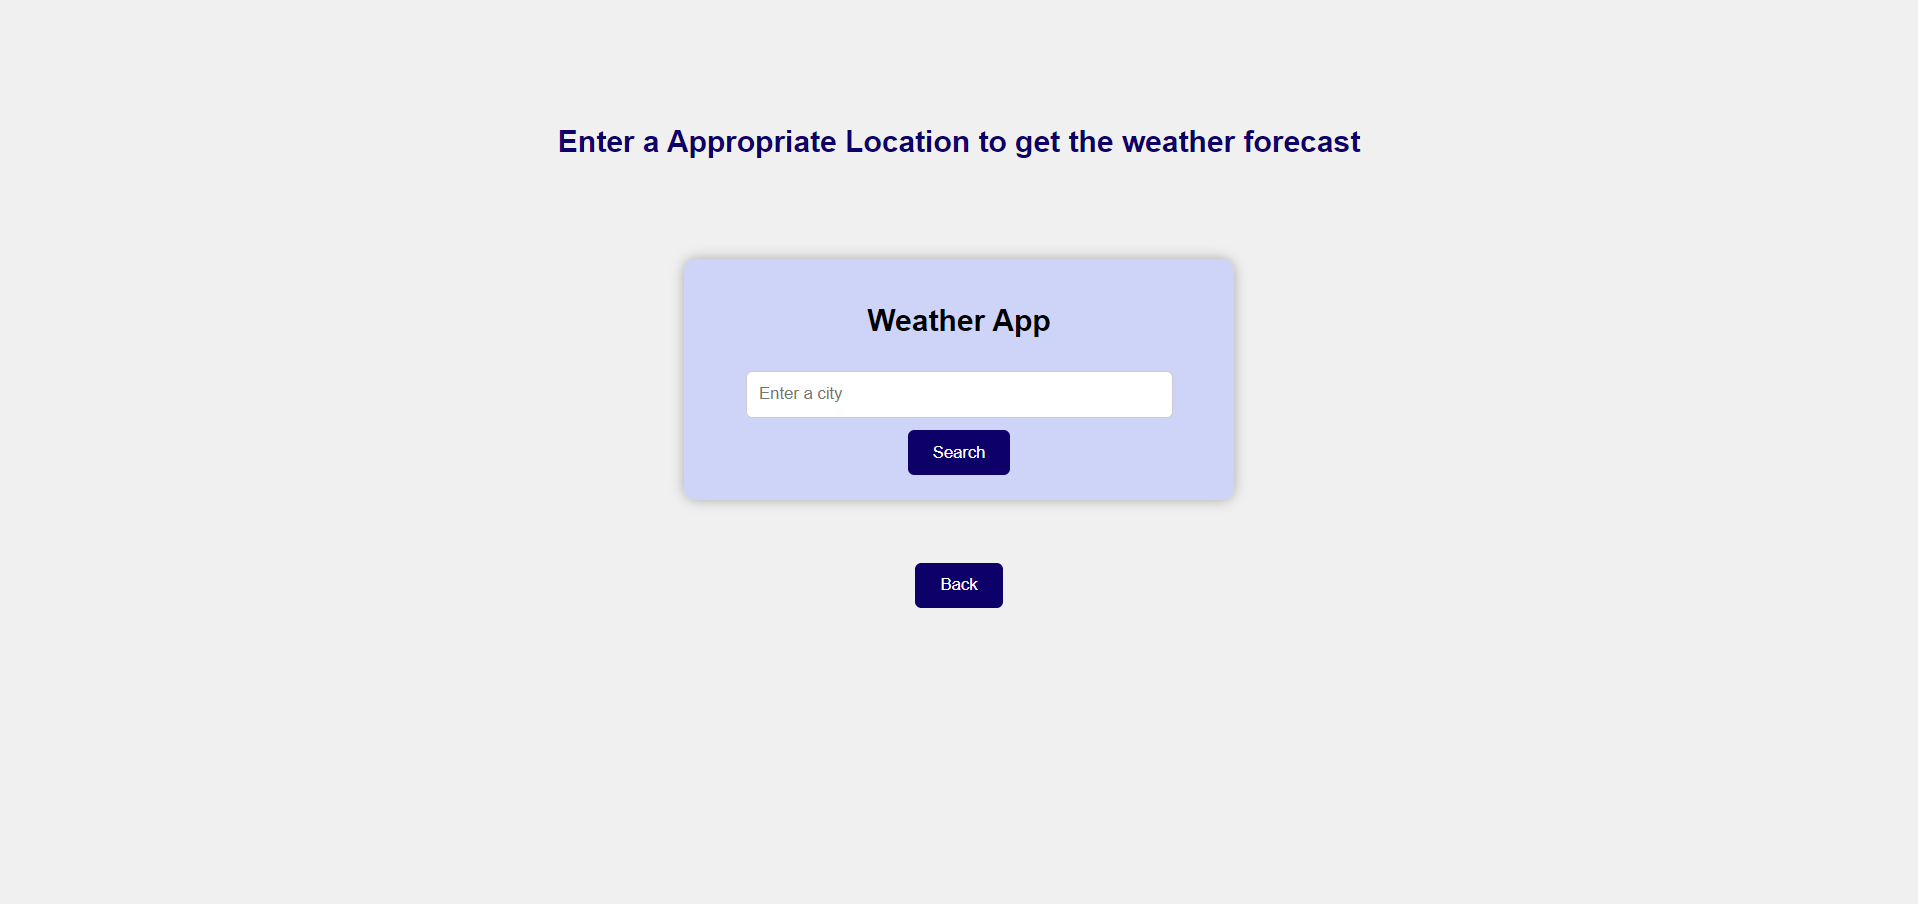 Enter a Appropriate Location to get the weather forecast
Weather App
Enter a city
Search
Back